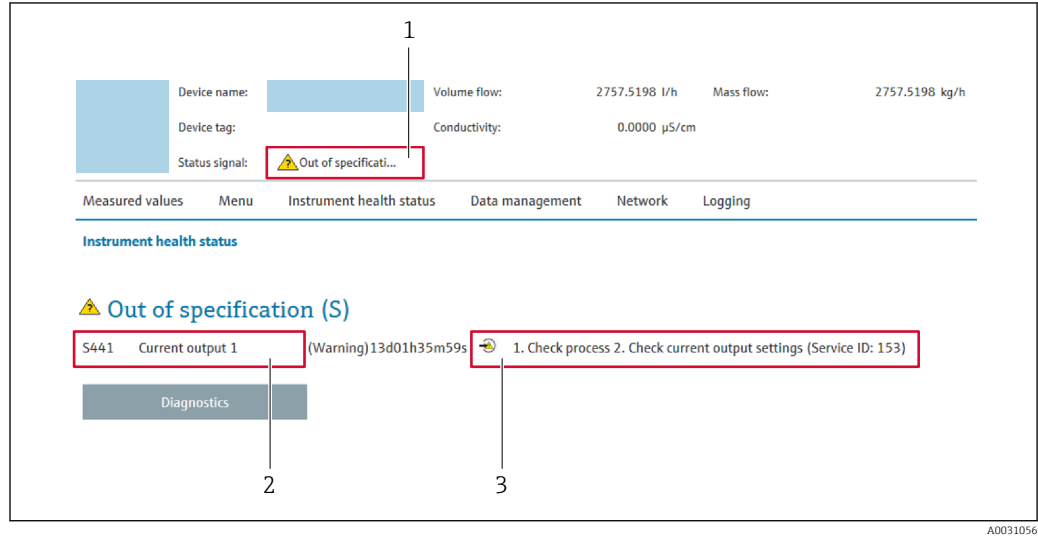 1
Device name: Volume flow: 2757.5198 l/h Mass flow: 2757.5198 kg/h
Device tag: Conductivity: 0.0000 µS/cm
Status signal: Out of specificati...
Measured values Menu Instrument health status Data management Network Logging
Instrument health status
Out of specification (S)
S441 Current output 1 (Warning)13d01h35m59s 1. Check process 2. Check current output settings (Service ID: 153)
Diagnostics
2 3
A0031056